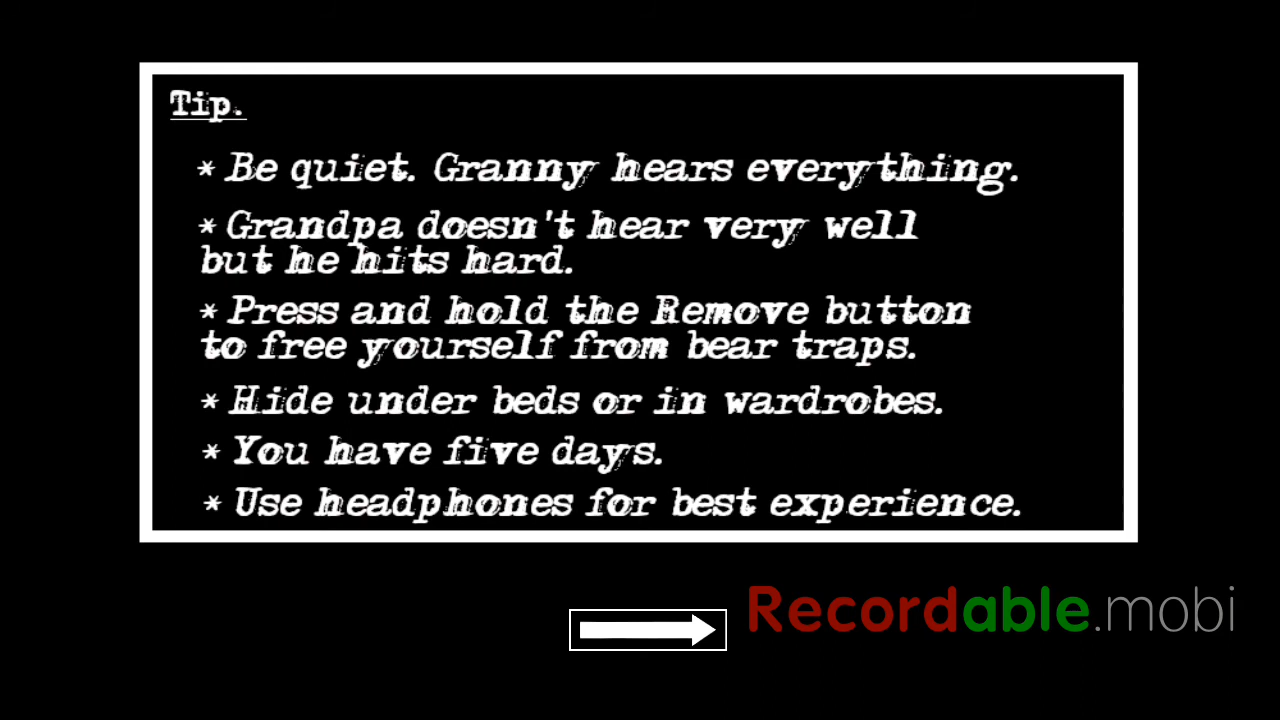 Tip.
* Be quiet. Granny hears everything.
* Grandpa doesn't hear very well
but he hits hard.
* Press and hold the Remove button
to free yourself from bear traps.
* Hide under beds or in wardrobes.
* You have five days.
* Use headphones for best experience.
Recordable.mobi